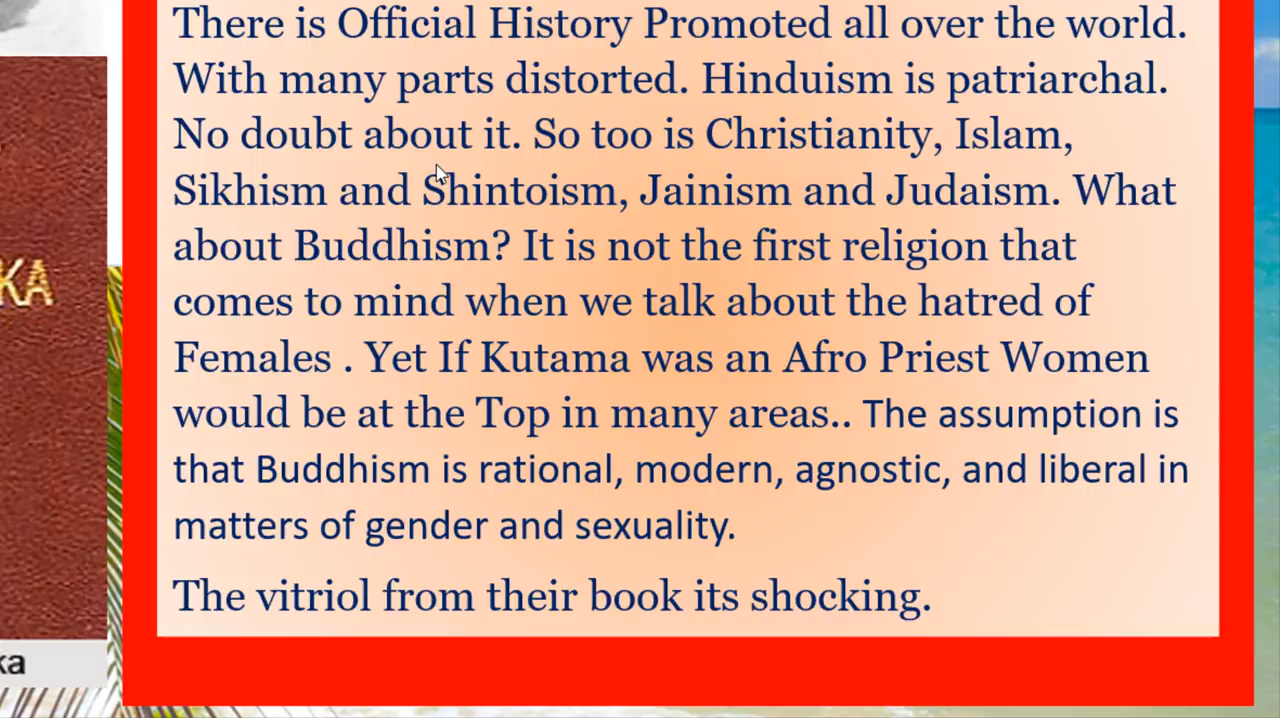 There is Official History Promoted all over the world.
With many parts distorted. Hinduism is patriarchal.
No doubt about it. So too is Christianity, Islam,
Sikhism and Shintoism, Jainism and Judaism. What
about Buddhism? It is not the first religion that
comes to mind when we talk about the hatred of
Females . Yet If Kutama was an Afro Priest Women
would be at the Top in many areas.. The assumption is
that Buddhism is rational, modern, agnostic, and liberal in
matters of gender and sexuality.
The vitriol from their book its shocking.
KA
ka